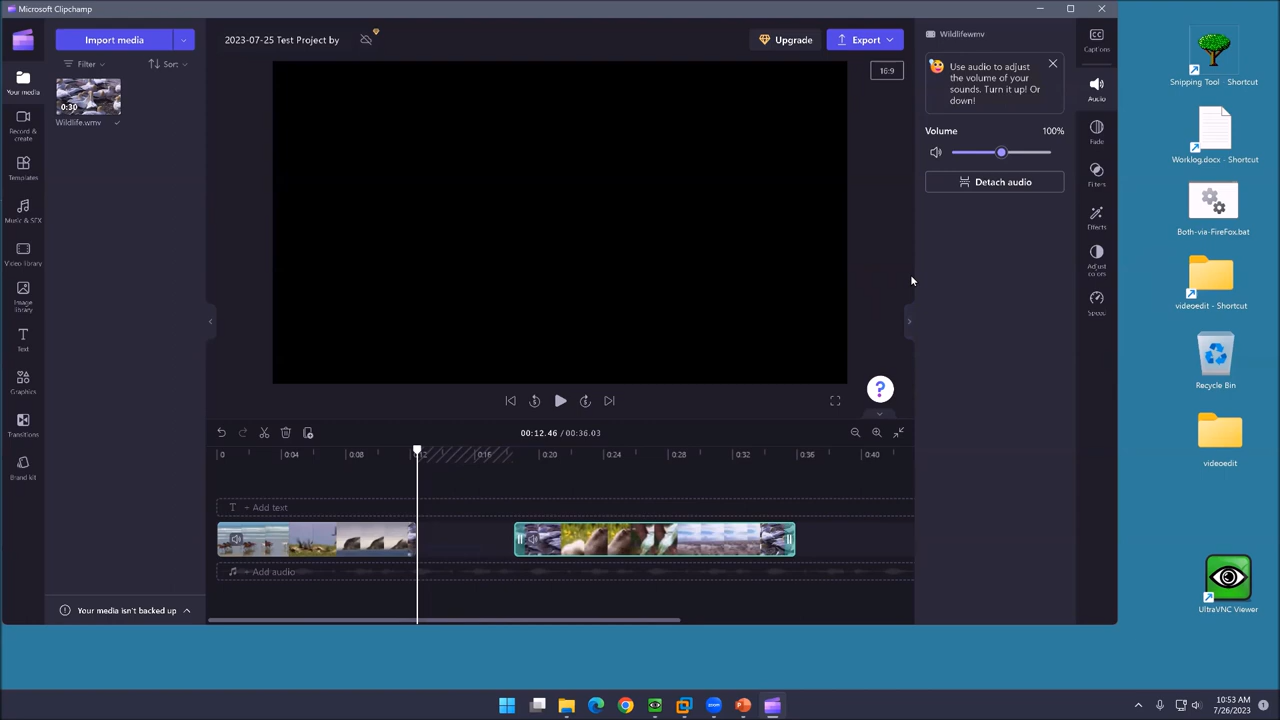 Microsoft Clipchamp
Import media
2023-07-25 Test Project by
Upgrade
Export
Wildlifewmv
Filter
Sort
Your media
0:30
Wildlife.wmv
16:9
Use audio to adjust
the volume of your
sounds. Turn it up! Or
down!
Captions
Audio
Volume
100%
Detach audio
Fade
Filters
Effects
Adjust
colors
Speed
Record &
create
Templates
Music & SFX
Video library
Image
library
Text
Graphics
Transitions
Brand kit
?
00:12.46 / 00:36.03
0
0:04
0:08
0:12
0:16
0:20
0:24
0:28
0:32
0:36
0:40
T + Add text
+ Add audio
Your media isn't backed up
Snipping Tool - Shortcut
Worklog.docx - Shortcut
Both-via-FireFox.bat
videoedit - Shortcut
Recycle Bin
videoedit
UltraVNC Viewer
10:53 AM
7/26/2023